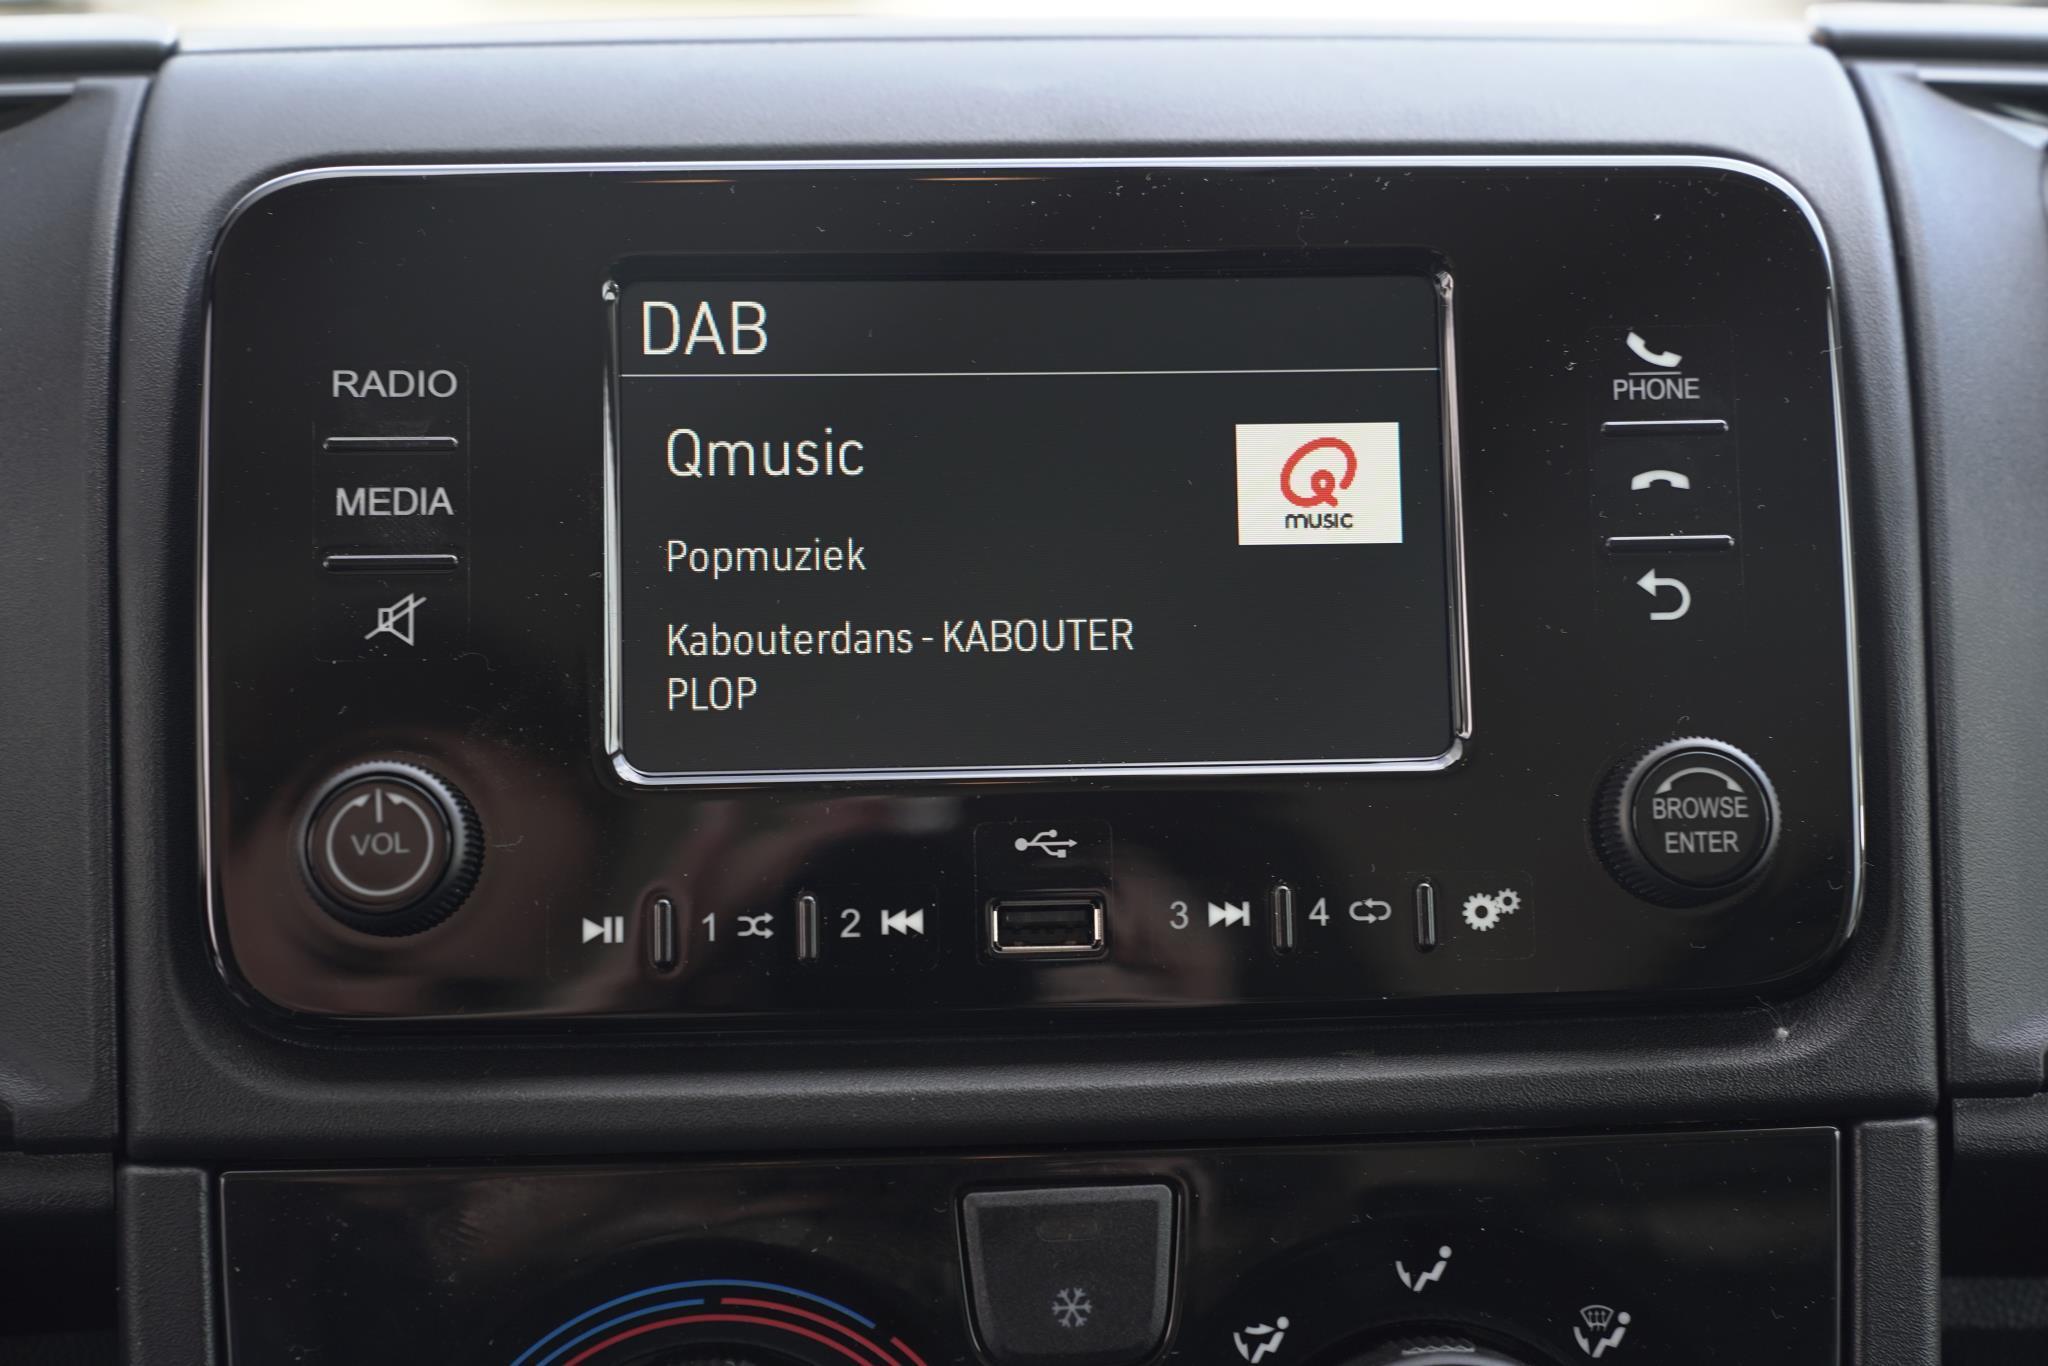 DAB
RADIO
MEDIA
Qmusic
Popmuziek
Kabouterdans - KABOUTER
PLOP
Q
music
PHONE
VOL
BROWSE
ENTER
1
2
3
4